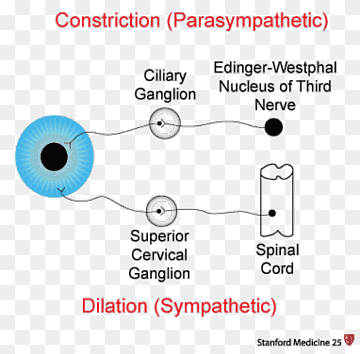 Constriction (Parasympathetic)
Ciliary
Ganglion
Edinger-Westphal
Nucleus of Third
Nerve
Superior
Cervical
Ganglion
Spinal
Cord
Dilation (Sympathetic)
Stanford Medicine 25